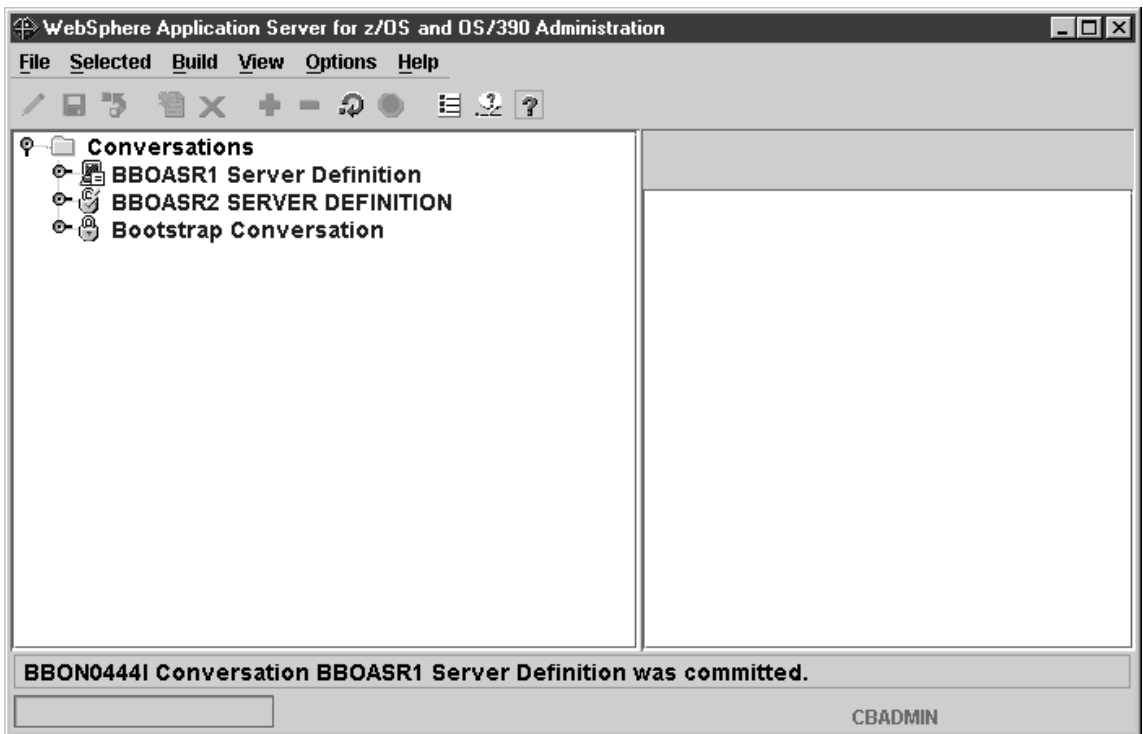 WebSphere Application Server for z/OS and OS/390 Administration
File Selected Build View Options Help
Conversations
BBOASR1 Server Definition
BBOASR2 SERVER DEFINITION
Bootstrap Conversation
BBON0444I Conversation BBOASR1 Server Definition was committed.
CBADMIN